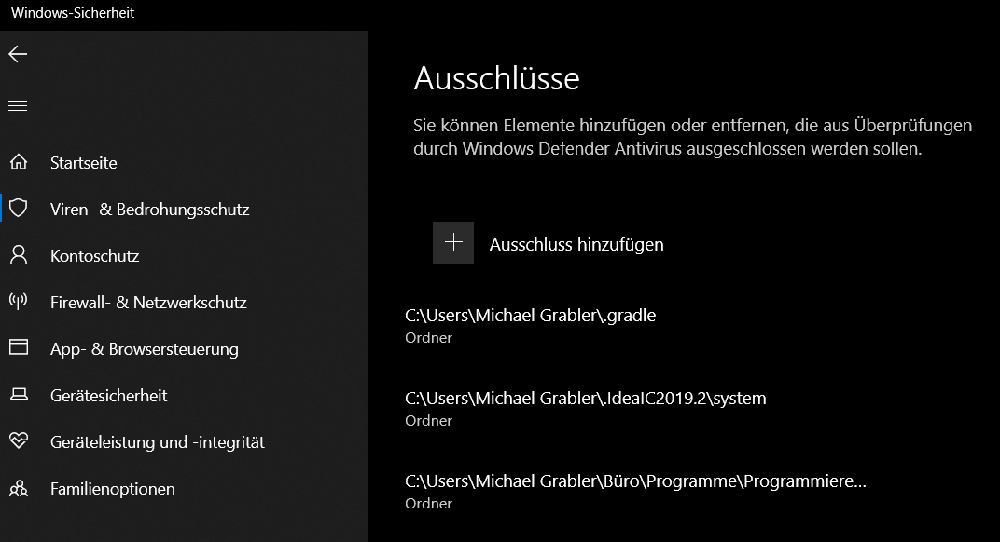 Windows-Sicherheit
Startseite
Viren- & Bedrohungsschutz
Kontoschutz
Firewall- & Netzwerkschutz
App- & Browsersteuerung
Gerätesicherheit
Geräteleistung und -integrität
Familienoptionen
Ausschlüsse
Sie können Elemente hinzufügen oder entfernen, die aus Überprüfungen
durch Windows Defender Antivirus ausgeschlossen werden sollen.
Ausschluss hinzufügen
C:\Users\Michael Grabler\.gradle
Ordner
C:\Users\Michael Grabler\.IdeaIC2019.2\system
Ordner
C:\Users\Michael Grabler\Büro\Programme\Programmiere...
Ordner